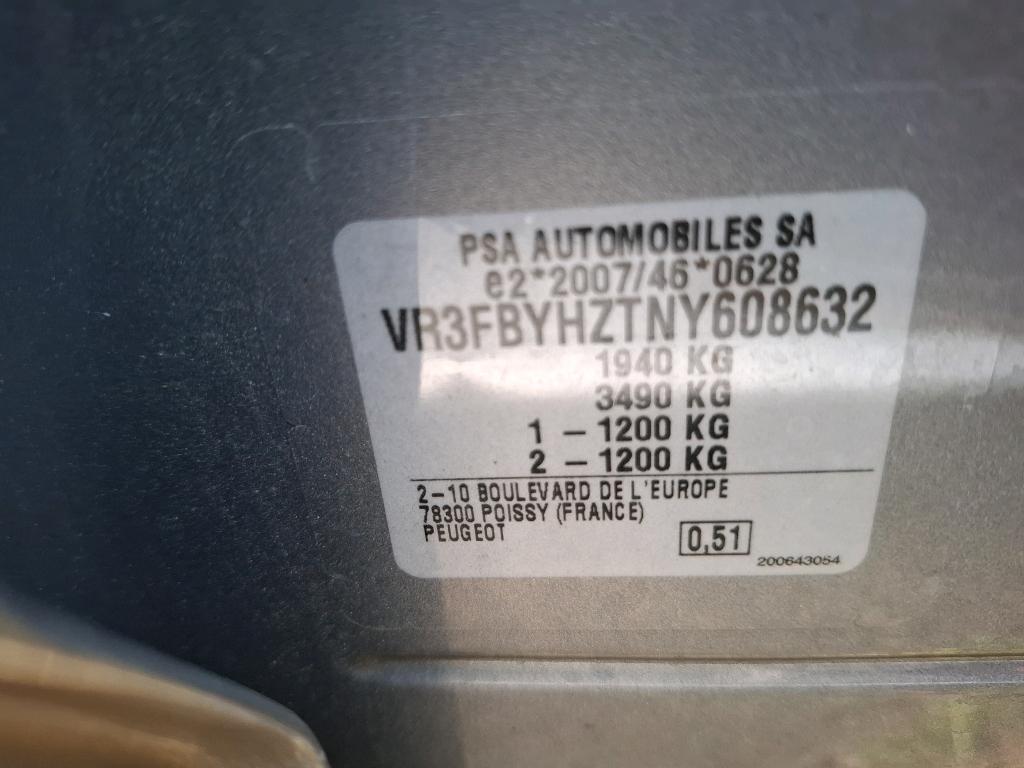 PSA AUTOMOBILES SA
e2*2007/46*0628
VR3FBYHZTNY608632
1940 KG
3490 KG
1 - 1200 KG
2 - 1200 KG
2-10 BOULEVARD DE L'EUROPE
78300 POISSY (FRANCE)
PEUGEOT
0,51
200643054